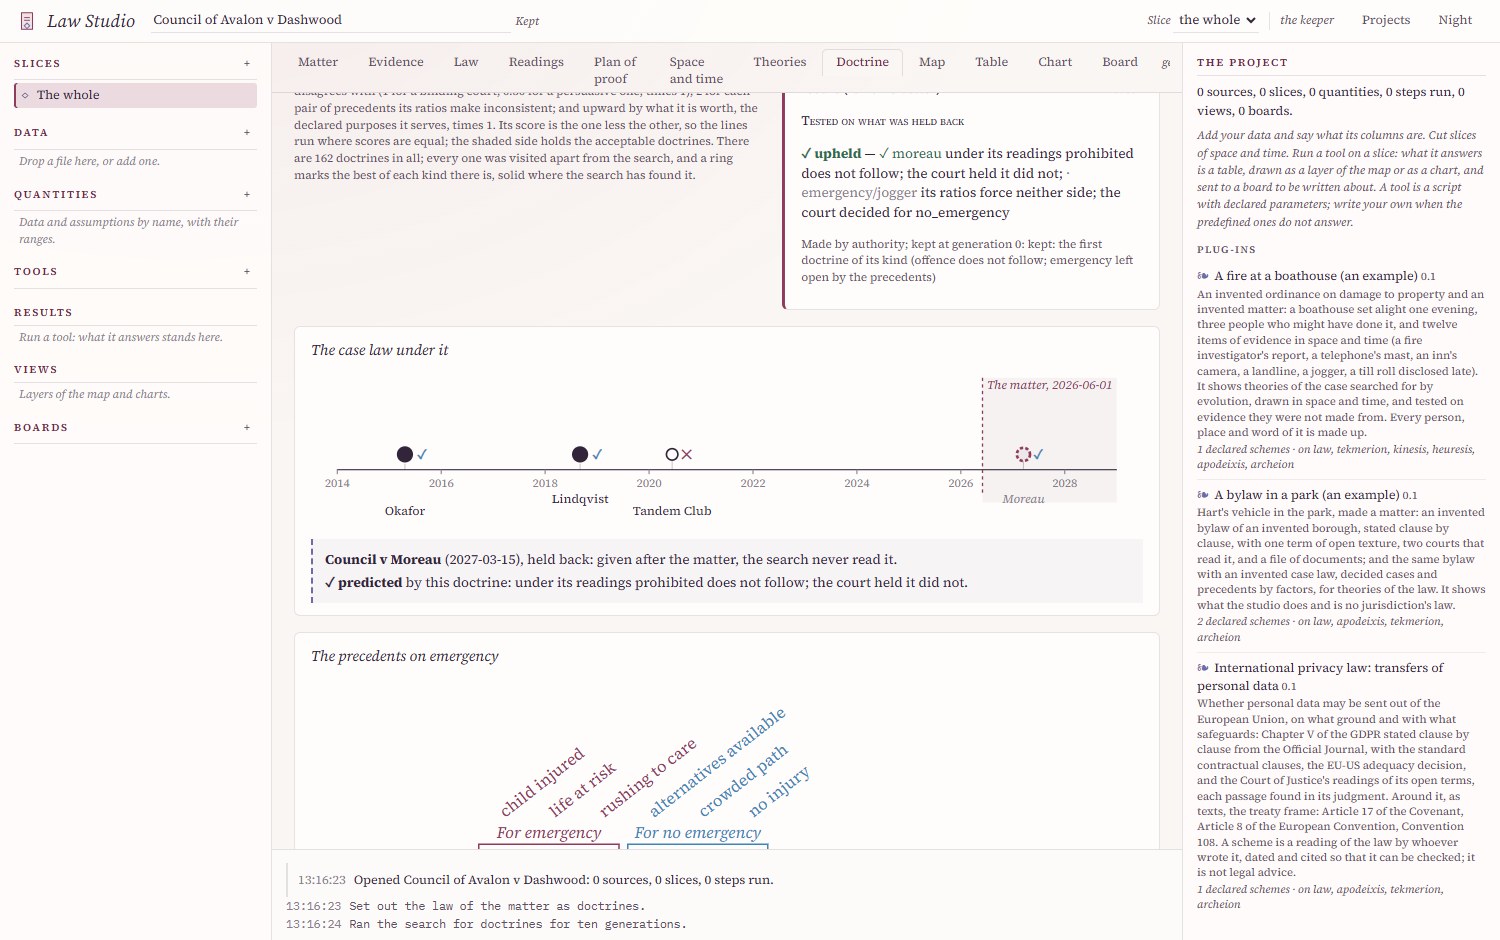 Law Studio
Council of Avalon v Dashwood
Kept
Slice the whole
the keeper
Projects
Night
SLICES +
The whole
DATA +
Drop a file here, or add one.
QUANTITIES +
Data and assumptions by name, with their
ranges.
TOOLS +
RESULTS
Run a tool: what it answers stands here.
VIEWS
Layers of the map and charts.
BOARDS +
Matter
Evidence
Law
Readings
Plan of
proof
Space
and time
Theories
Doctrine
Map
Table
Chart
Board
pair of precedents its ratios make inconsistent; and upward by what it is worth, the
declared purposes it serves, times 1. Its score is the one less the other, so the lines
run where scores are equal; the shaded side holds the acceptable doctrines. There
are 162 doctrines in all; every one was visited apart from the search, and a ring
marks the best of each kind there is, solid where the search has found it.
TESTED ON WHAT WAS HELD BACK
✓ upheld — ✓ moreau under its readings prohibited
does not follow; the court held it did not; ·
emergency/jogger its ratios force neither side; the
court decided for no_emergency
Made by authority; kept at generation 0: kept: the first
doctrine of its kind (offence does not follow; emergency left
open by the precedents)
The case law under it
The matter, 2026-06-01
2014 2016 2018 2020 2022 2024 2026 2028
Okafor
Lindqvist
Tandem Club
Moreau
Council v Moreau (2027-03-15), held back: given after the matter, the search never read it.
✓ predicted by this doctrine: under its readings prohibited does not follow; the court held it did not.
The precedents on emergency
child injured
life at risk
rushing to care
alternatives available
crowded path
no injury
For emergency
For no emergency
13:16:23 Opened Council of Avalon v Dashwood: 0 sources, 0 slices, 0 steps run.
13:16:23 Set out the law of the matter as doctrines.
13:16:24 Ran the search for doctrines for ten generations.
THE PROJECT
0 sources, 0 slices, 0 quantities, 0 steps run, 0
views, 0 boards.
Add your data and say what its columns are. Cut slices
of space and time. Run a tool on a slice: what it answers
is a table, drawn as a layer of the map or as a chart, and
sent to a board to be written about. A tool is a script
with declared parameters; write your own when the
predefined ones do not answer.
PLUG-INS
A fire at a boathouse (an example) 0.1
An invented ordinance on damage to property and an
invented matter: a boathouse set alight one evening,
three people who might have done it, and twelve
items of evidence in space and time (a fire
investigator's report, a telephone's mast, an inn's
camera, a landline, a jogger, a till roll disclosed late).
It shows theories of the case searched for by
evolution, drawn in space and time, and tested on
evidence they were not made from. Every person,
place and word of it is made up.
1 declared schemes · on law, tekmerion, kinesis, heuresis,
apodeixis, archeion
A bylaw in a park (an example) 0.1
Hart's vehicle in the park, made a matter: an invented
bylaw of an invented borough, stated clause by
clause, with one term of open texture, two courts that
read it, and a file of documents; and the same bylaw
with an invented case law, decided cases and
precedents by factors, for theories of the law. It shows
what the studio does and is no jurisdiction's law.
2 declared schemes · on law, apodeixis, tekmerion,
archeion
International privacy law: transfers of
personal data 0.1
Whether personal data may be sent out of the
European Union, on what ground and with what
safeguards: Chapter V of the GDPR stated clause by
clause from the Official Journal, with the standard
contractual clauses, the EU-US adequacy decision,
and the Court of Justice's readings of its open terms,
each passage found in its judgment. Around it, as
texts, the treaty frame: Article 17 of the Covenant,
Article 8 of the European Convention, Convention
108. A scheme is a reading of the law by whoever
wrote it, dated and cited so that it can be checked; it
is not legal advice.
1 declared schemes · on law, apodeixis, tekmerion,
archeion